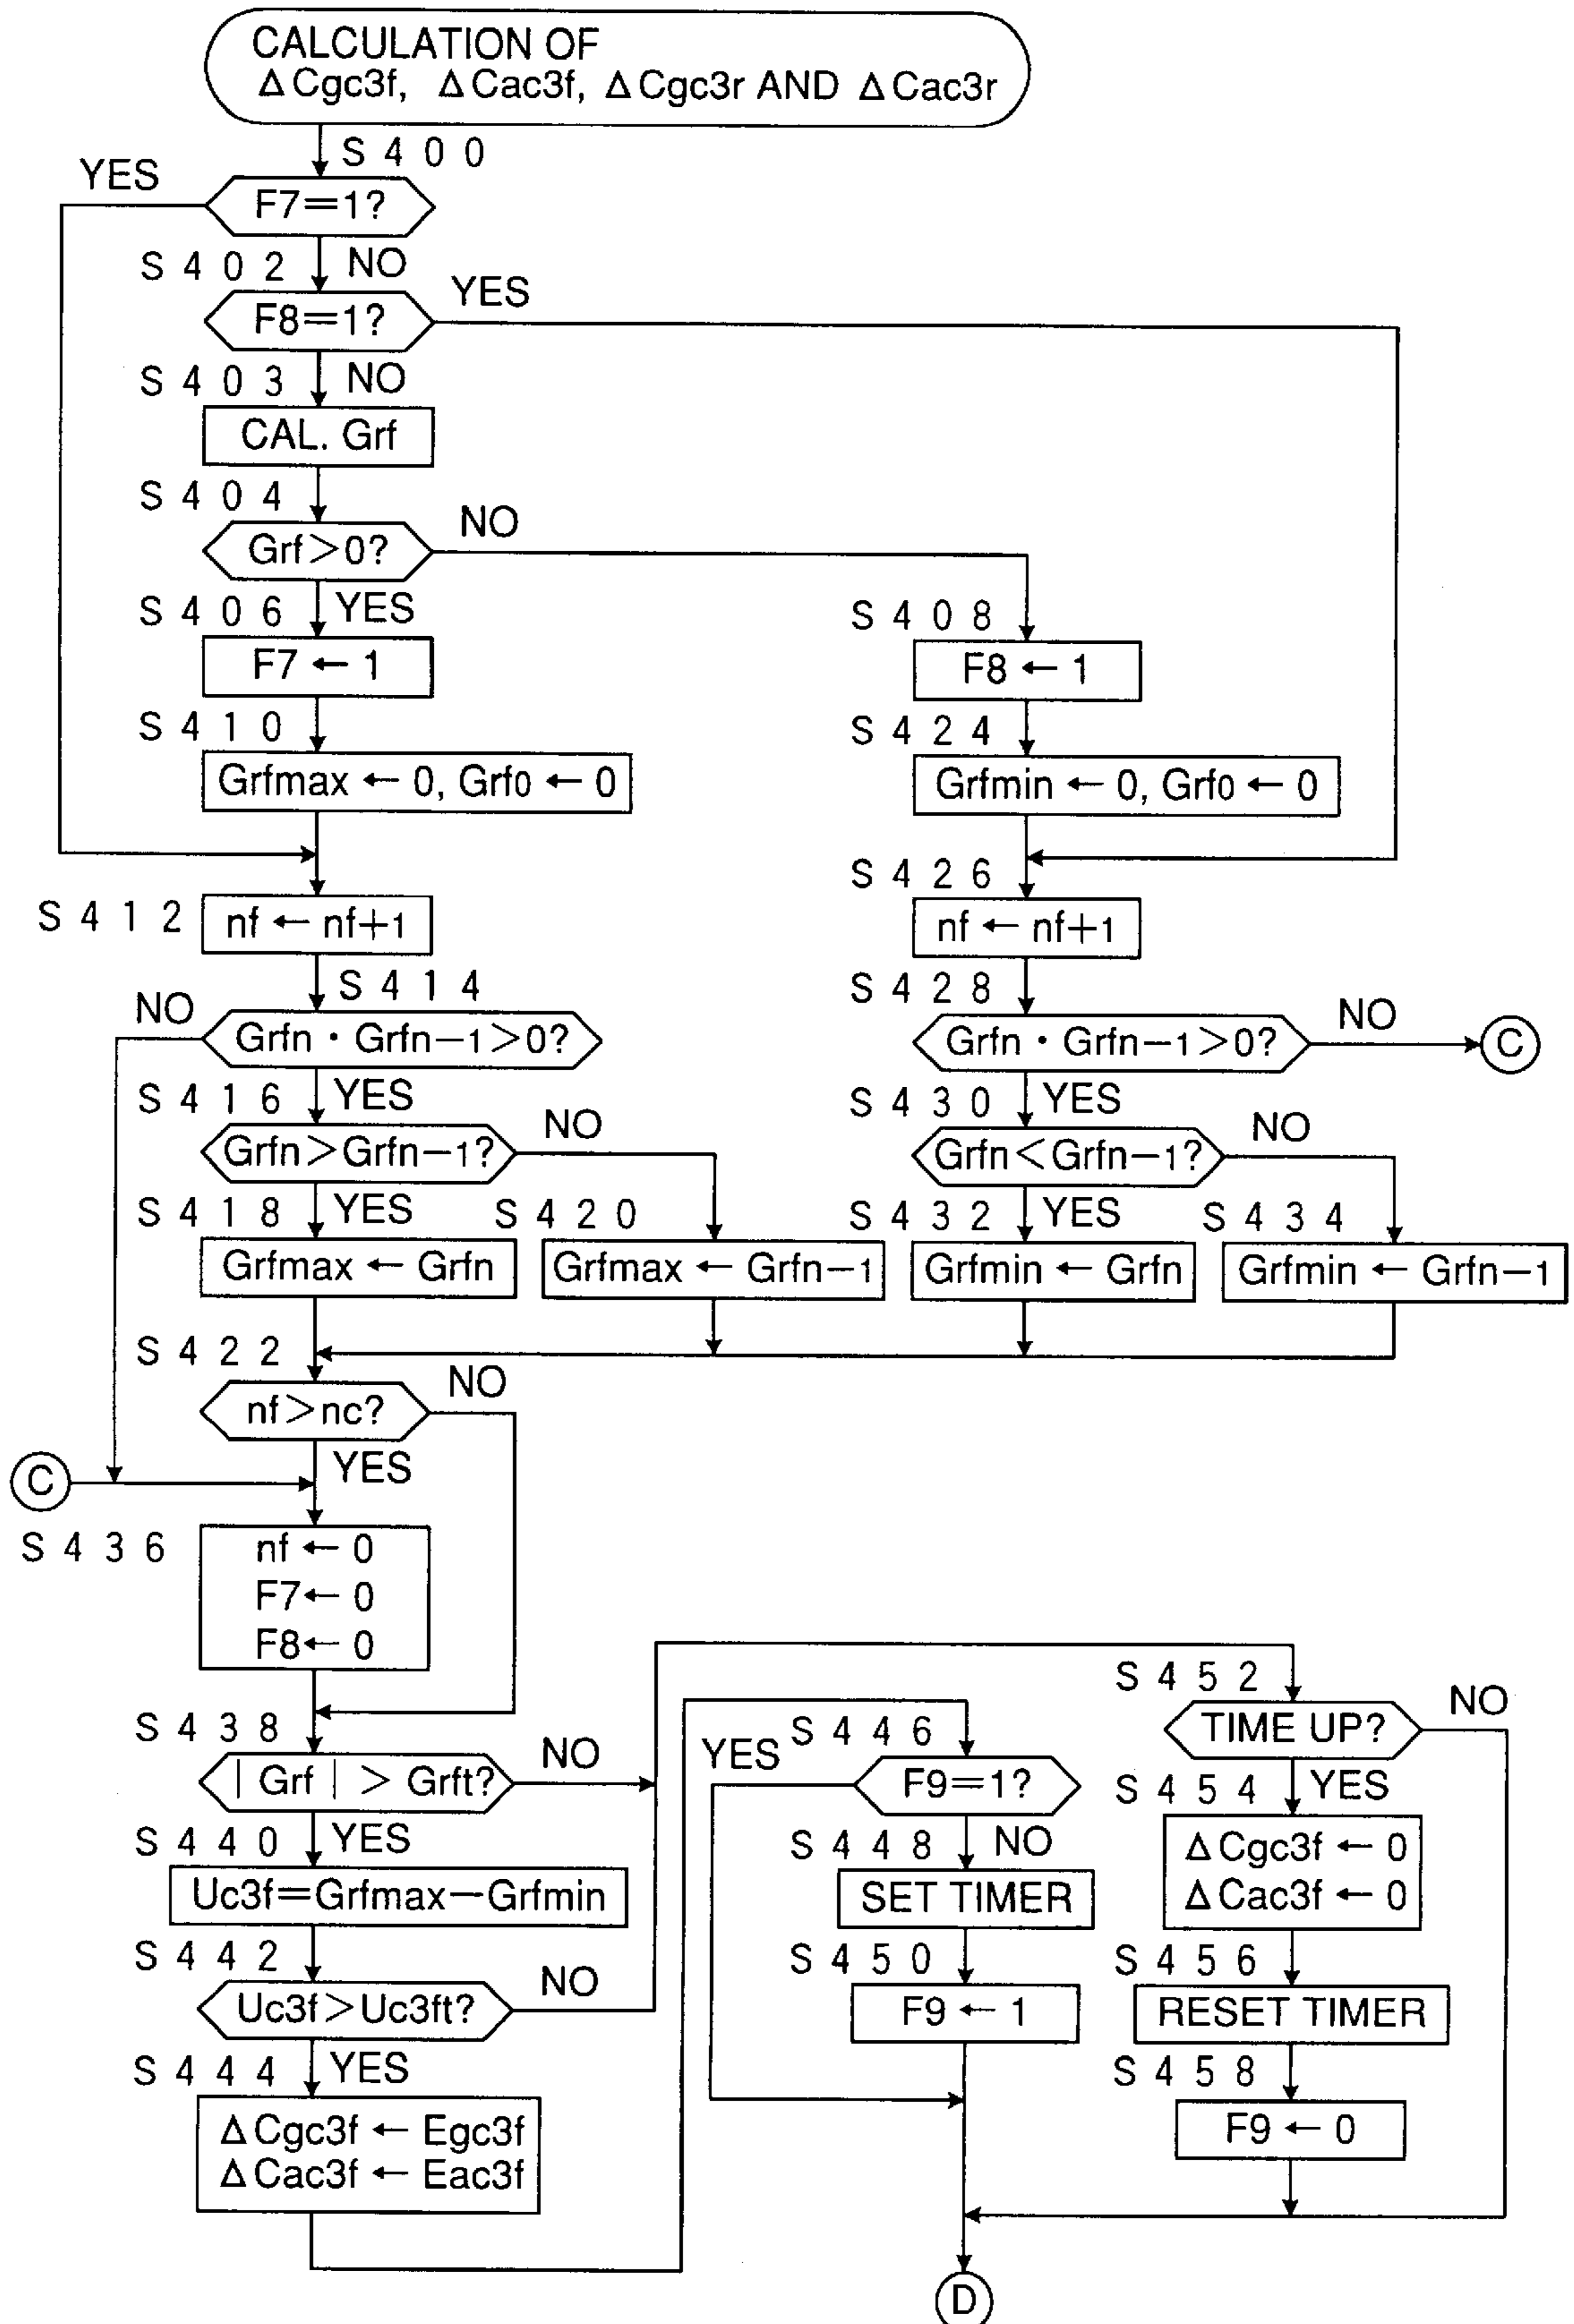 CALCULATION OF
ΔCgc3f, ΔCac3f, ΔCgc3r AND ΔCac3r
S400
YES
F7=1?
S402
NO
YES
F8=1?
S403
NO
CAL. Grf
S404
NO
Grf>0?
S406
YES
S408
F7 ← 1
F8 ← 1
S410
S424
Grfmax ← 0, Grf0 ← 0
Grfmin ← 0, Grf0 ← 0
S426
S412
nf ← nf+1
nf ← nf+1
S414
S428
NO
NO
Grfn · Grfn-1>0?
Grfn · Grfn-1>0?
C
S416
YES
S430
YES
NO
NO
Grfn>Grfn-1?
Grfn<Grfn-1?
S418
YES
S420
S432
YES
S434
Grfmax ← Grfn
Grfmax ← Grfn-1
Grfmin ← Grfn
Grfmin ← Grfn-1
S422
NO
nf>nc?
YES
C
S436
nf ← 0
F7← 0
F8← 0
S438
NO
|Grf| > Grft?
S440
YES
Uc3f=Grfmax-Grfmin
S442
NO
Uc3f>Uc3ft?
S444
YES
ΔCgc3f ← Egc3f
ΔCac3f ← Eac3f
S446
YES
F9=1?
S448
NO
SET TIMER
S450
F9 ← 1
S452
NO
TIME UP?
S454
YES
ΔCgc3f ← 0
ΔCac3f ← 0
S456
RESET TIMER
S458
F9 ← 0
D